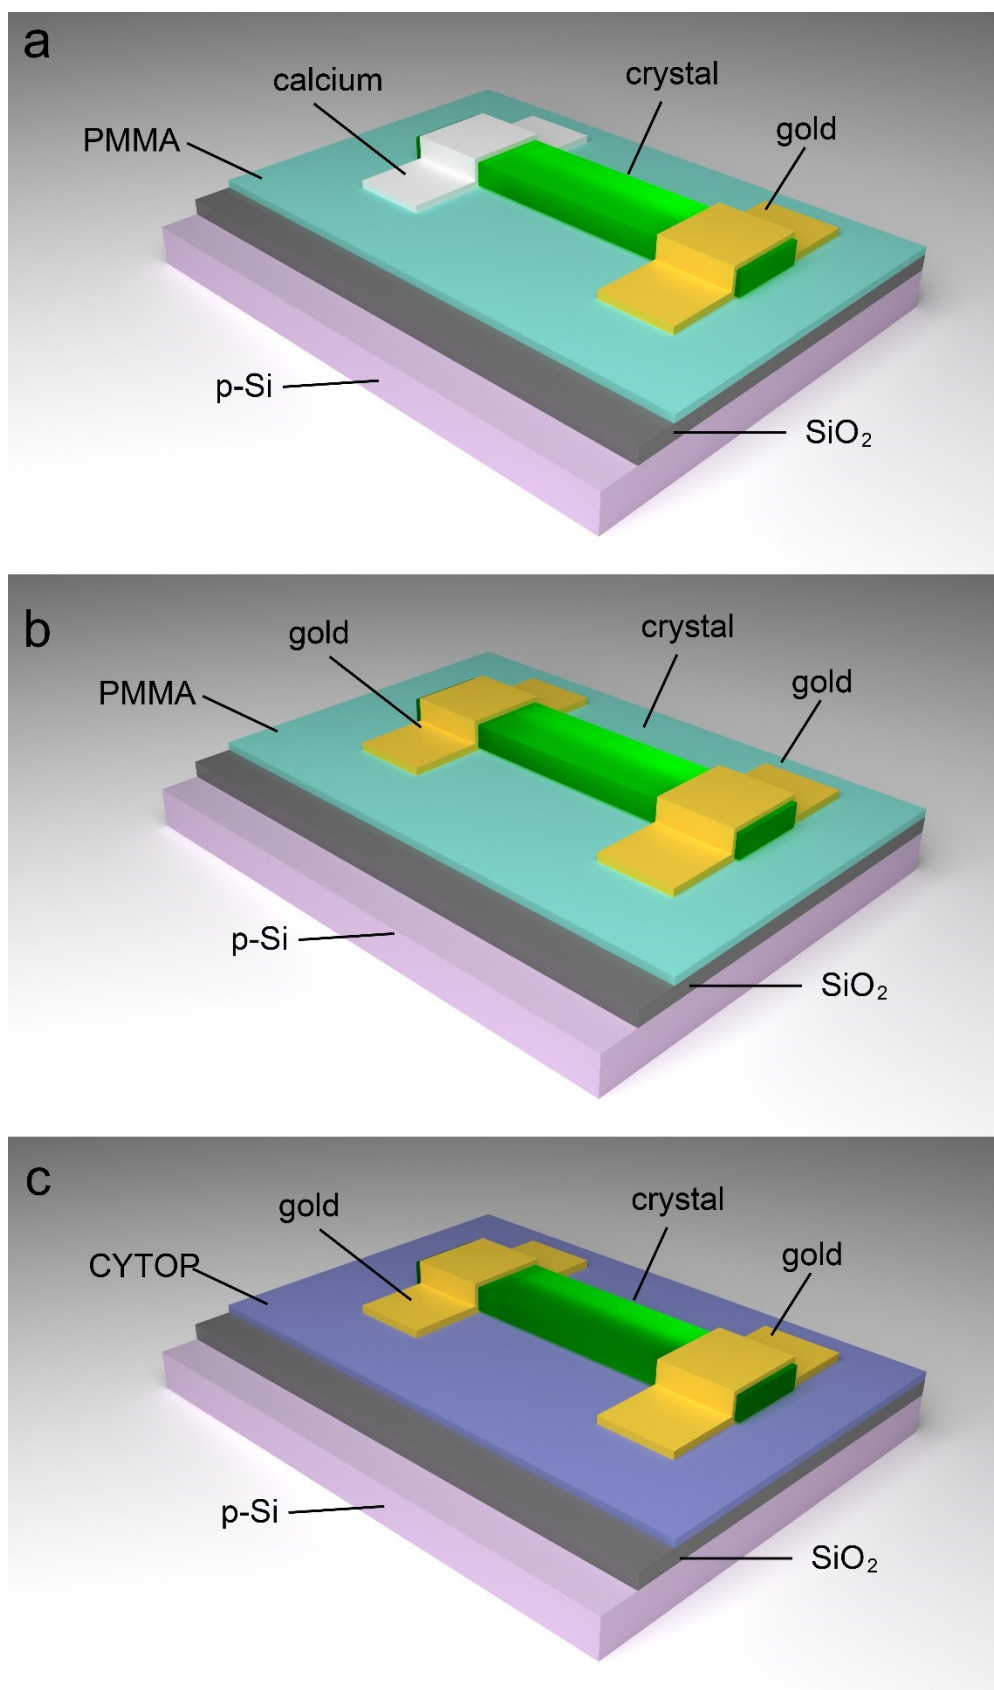 a
calcium
crystal
gold
PMMA
p-Si
SiO₂
b
gold
crystal
gold
PMMA
p-Si
SiO₂
c
gold
crystal
gold
CYTOP
p-Si
SiO₂